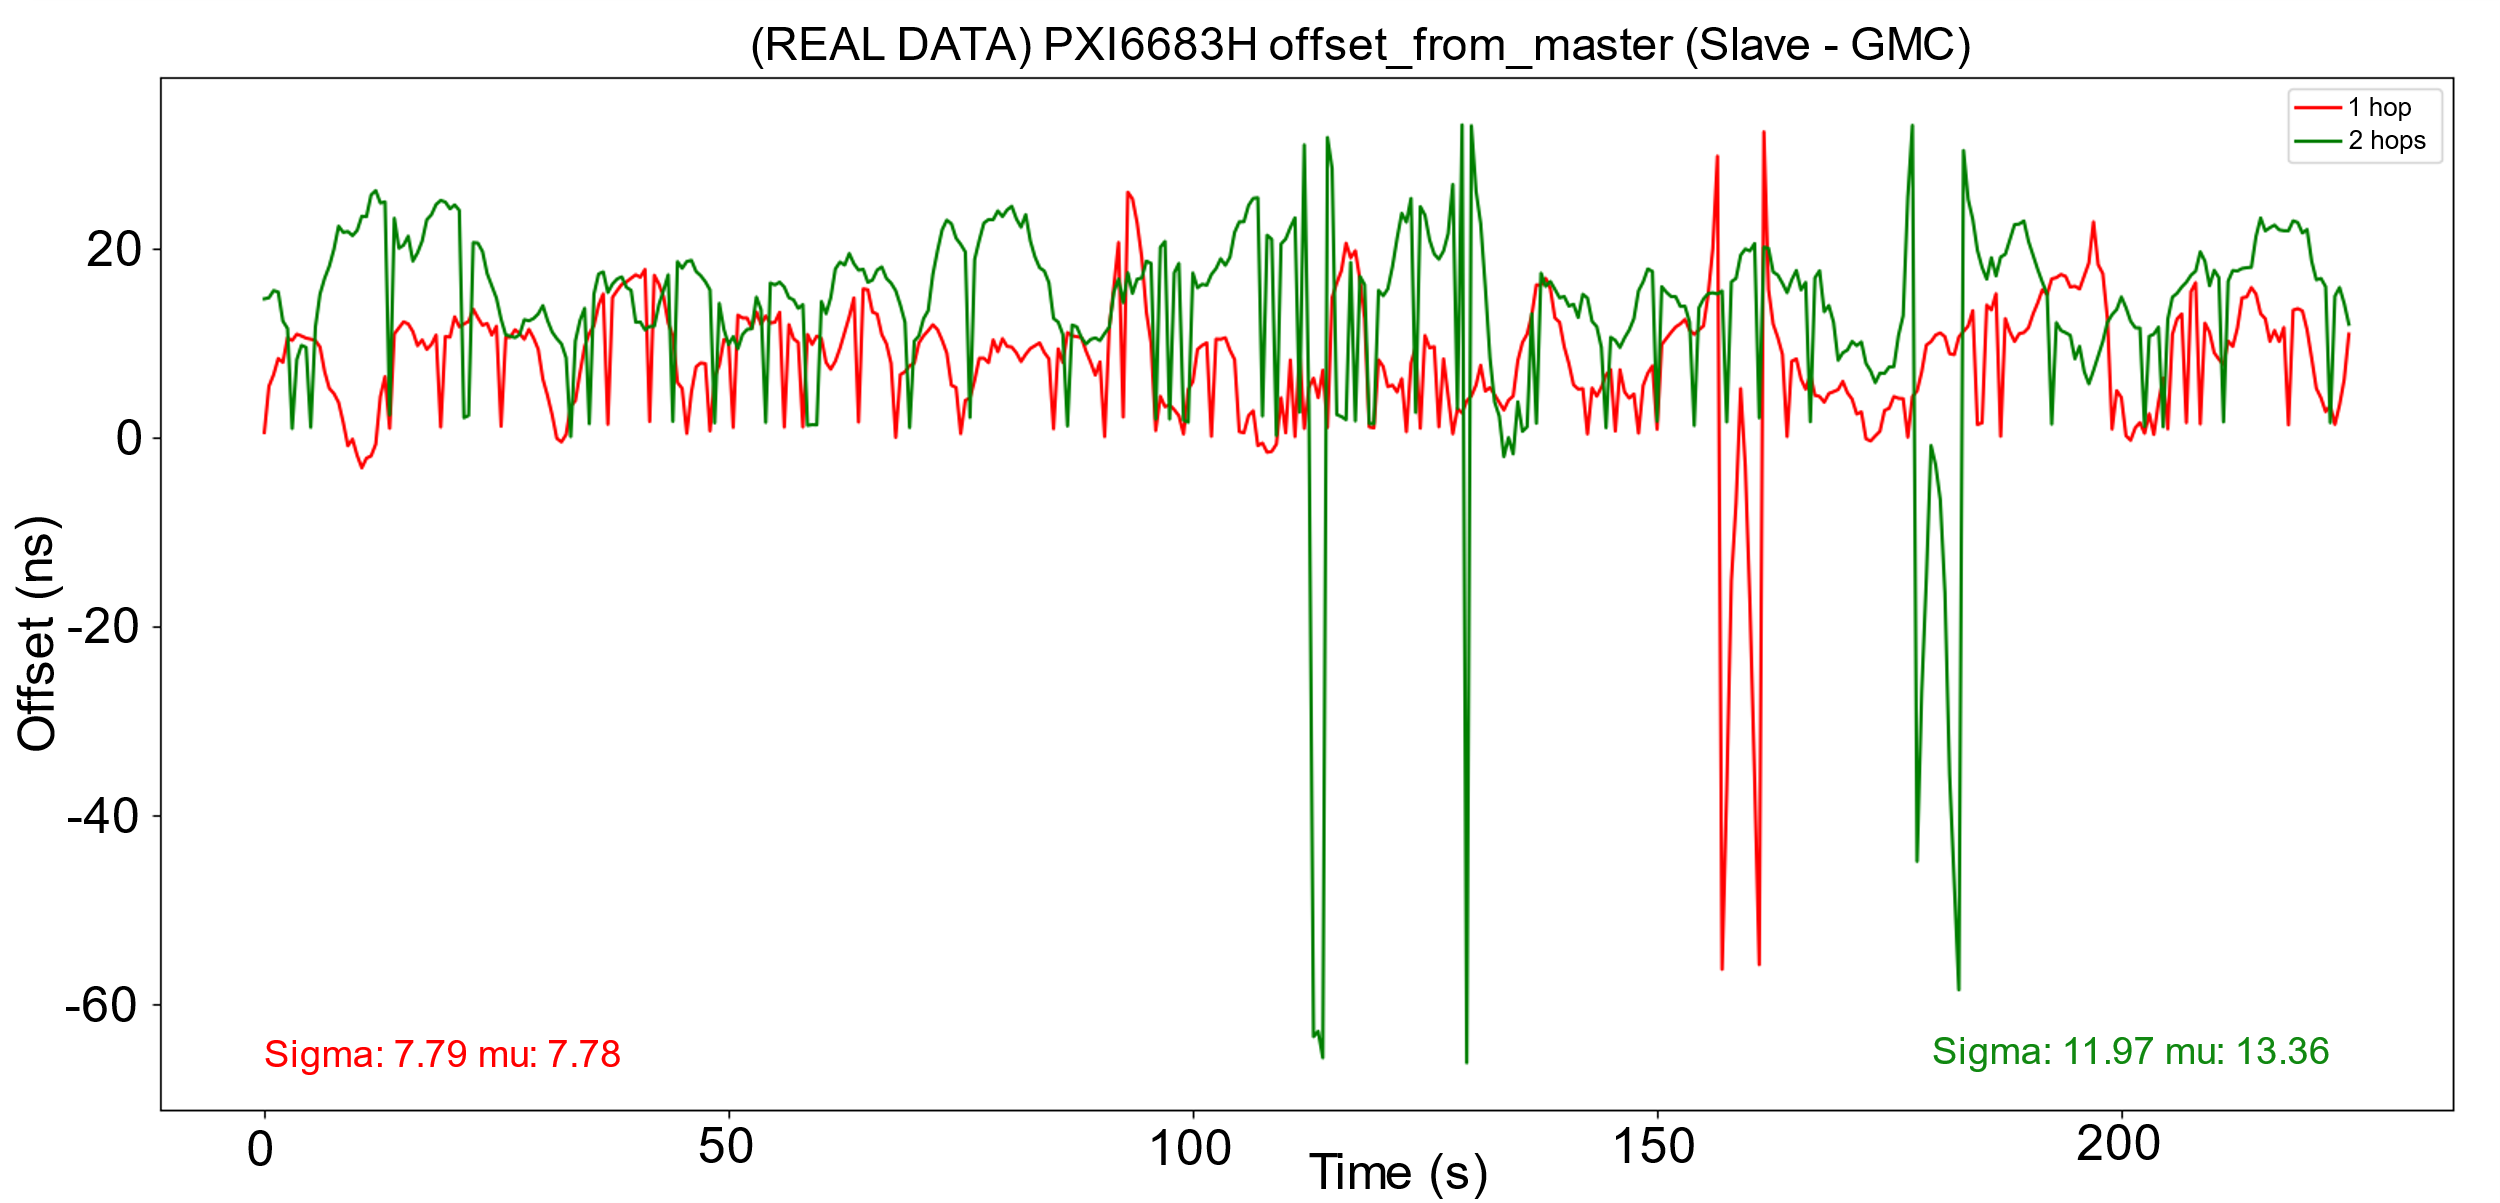 (REAL DATA) PXI6683H offset_from_master (Slave - GMC)
1 hop
2 hops
20
0
-20
-40
-60
Offset (ns)
Sigma: 7.79 mu: 7.78
Sigma: 11.97 mu: 13.36
0
50
100
150
200
Time (s)